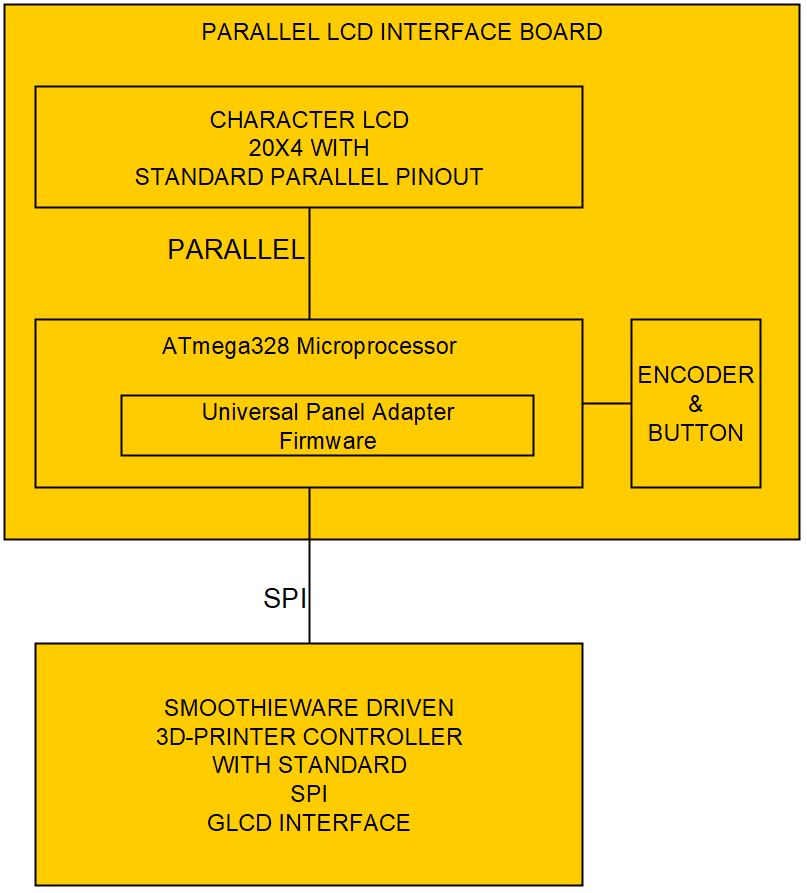 PARALLEL LCD INTERFACE BOARD
CHARACTER LCD
20X4 WITH
STANDARD PARALLEL PINOUT
PARALLEL
ATmega328 Microprocessor
Universal Panel Adapter
Firmware
ENCODER
&
BUTTON
SPI
SMOOTHIEWARE DRIVEN
3D-PRINTER CONTROLLER
WITH STANDARD
SPI
GLCD INTERFACE